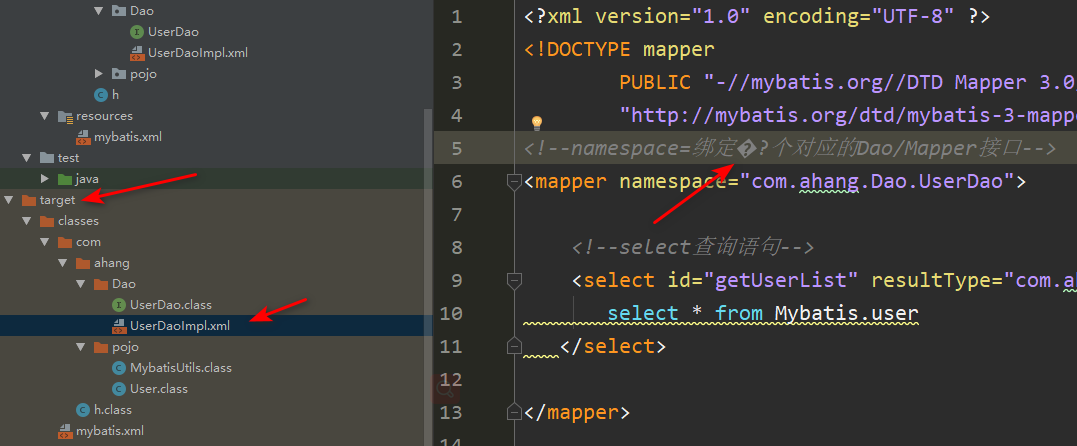 Dao
UserDao
UserDaoImpl.xml
pojo
h
resources
mybatis.xml
test
java
target
classes
com
ahang
Dao
UserDao.class
UserDaoImpl.xml
pojo
MybatisUtils.class
User.class
h.class
mybatis.xml
1 <?xml version="1.0" encoding="UTF-8" ?>
2 <!DOCTYPE mapper
3 PUBLIC "-//mybatis.org//DTD Mapper 3.0
4 "http://mybatis.org/dtd/mybatis-3-mapp
5 <!--namespace=绑定�?个对应的Dao/Mapper接口-->
6 <mapper namespace="com.ahang.Dao.UserDao">
7
8 <!--select查询语句-->
9 <select id="getUserList" resultType="com.a
10 select * from Mybatis.user
11 </select>
12
13 </mapper>
14